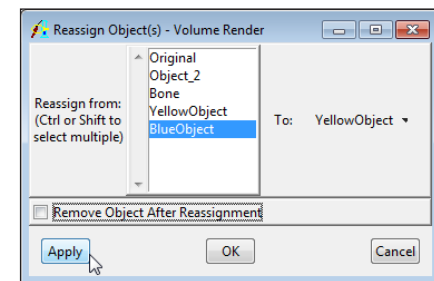 Reassign Object(s) - Volume Render
Original
Object_2
Bone
YellowObject
BlueObject
Reassign from:
(Ctrl or Shift to
select multiple)
To:
YellowObject
Remove Object After Reassignment
Apply
OK
Cancel